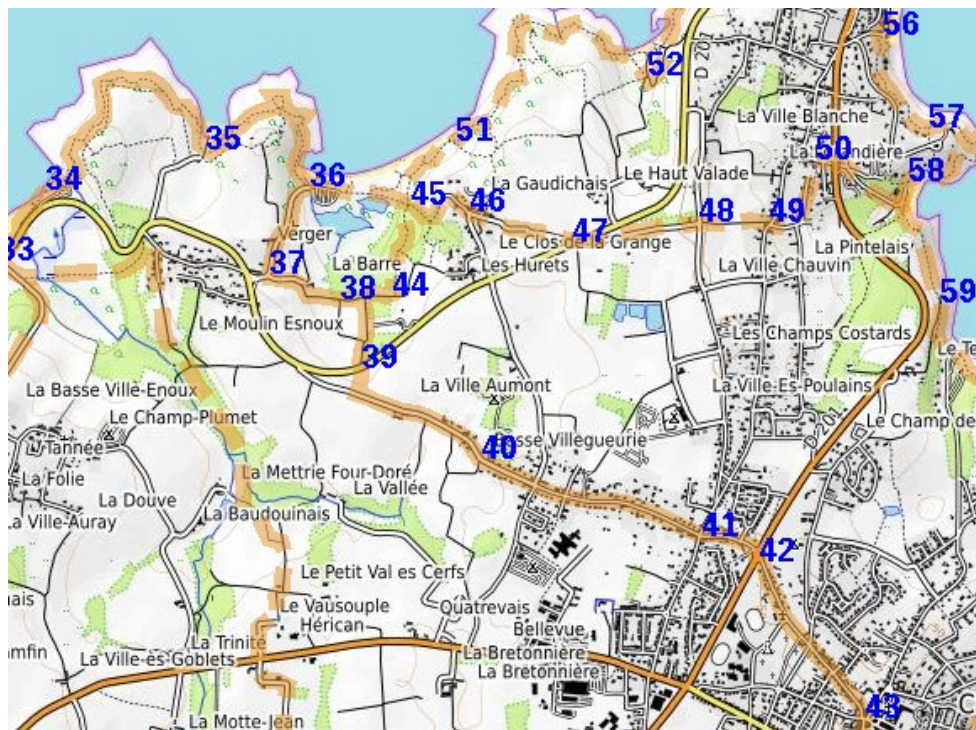 56
D 201
52
La Ville Blanche
57
51
35
50
58
34
36
La Gaudichais
Le Haut Valade
45
46
48
49
33
Verger
47
Le Clos de la Grange
La Pintelais
37
La Barre
Les Hurets
La Ville Chauvin
38
44
59
Le Moulin Esnoux
Les Champs Costards
39
La Basse Ville-Enoux
La Ville Aumont
La Ville-Es-Poulains
Le Champ-Plumet
Le Champ de
D 201
La Tannée
40
Basse Villegueurie
La Folie
La Mettrie Four-Doré
La Vallée
La Douve
La Ville-Auray
La Baudouinais
41
42
Le Petit Val es Cerfs
Le Vausouple
Hérican
Quatrevais
Bellevue
La Trinité
La Ville-ès-Goblets
La Bretonnière
La Bretonnière
La Motte-Jean
43